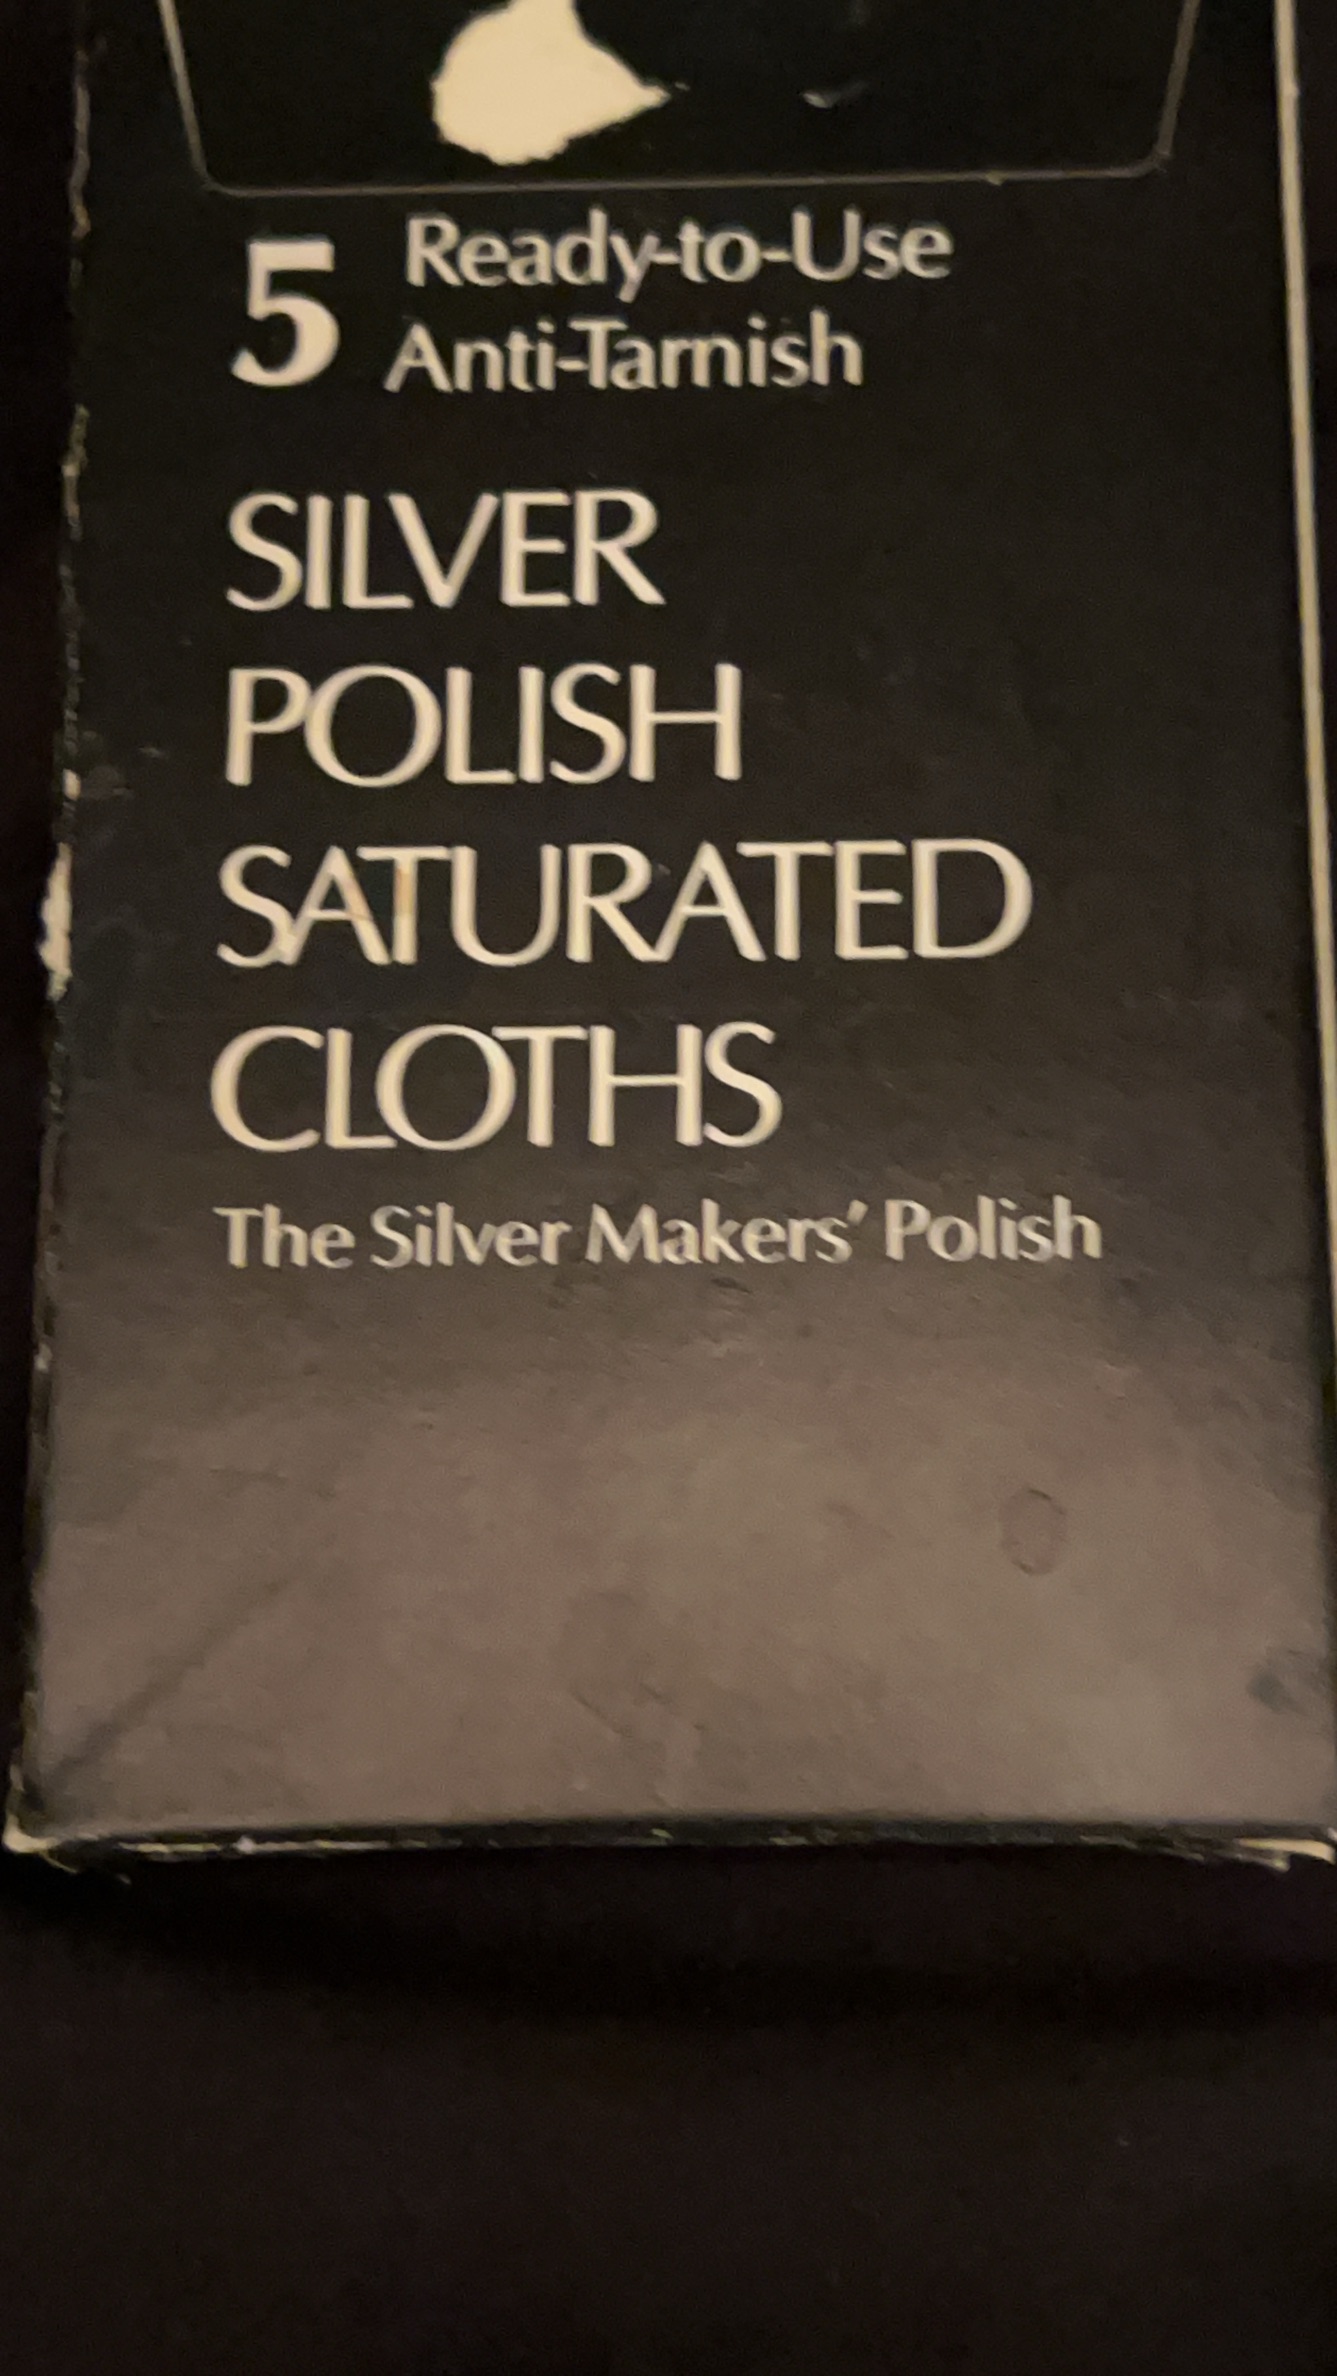 5 Ready-to-Use
Anti-Tarnish
SILVER
POLISH
SATURATED
CLOTHS
The Silver Makers' Polish